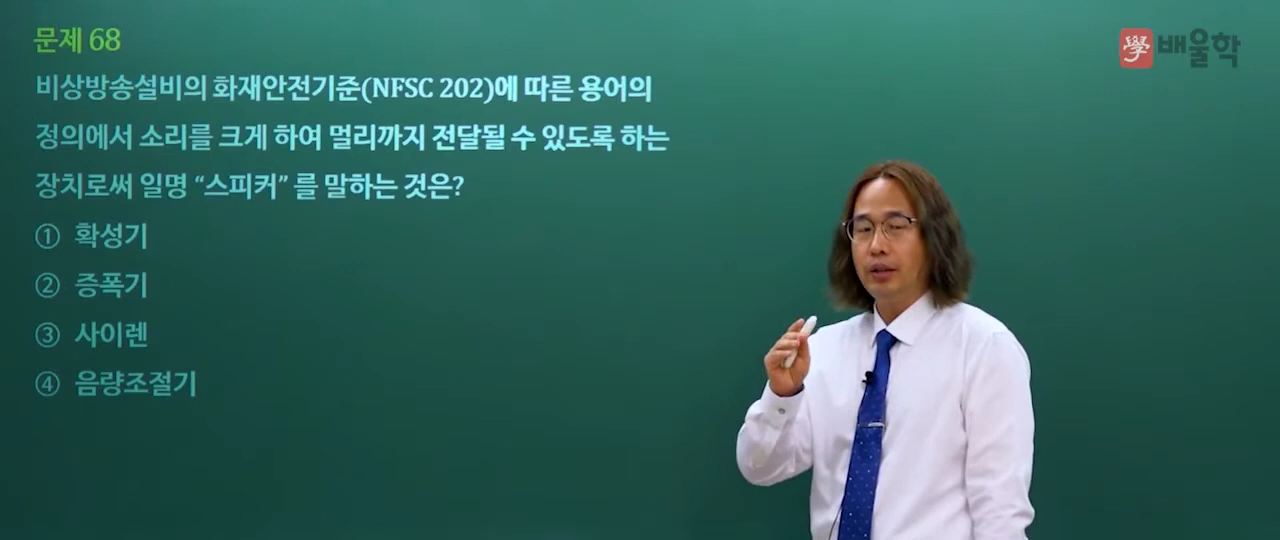 문제 68
學 배울학
비상방송설비의 화재안전기준(NFSC 202)에 따른 용어의
정의에서 소리를 크게 하여 멀리까지 전달될 수 있도록 하는
장치로써 일명 “스피커” 를 말하는 것은?
① 확성기
② 증폭기
③ 사이렌
④ 음량조절기